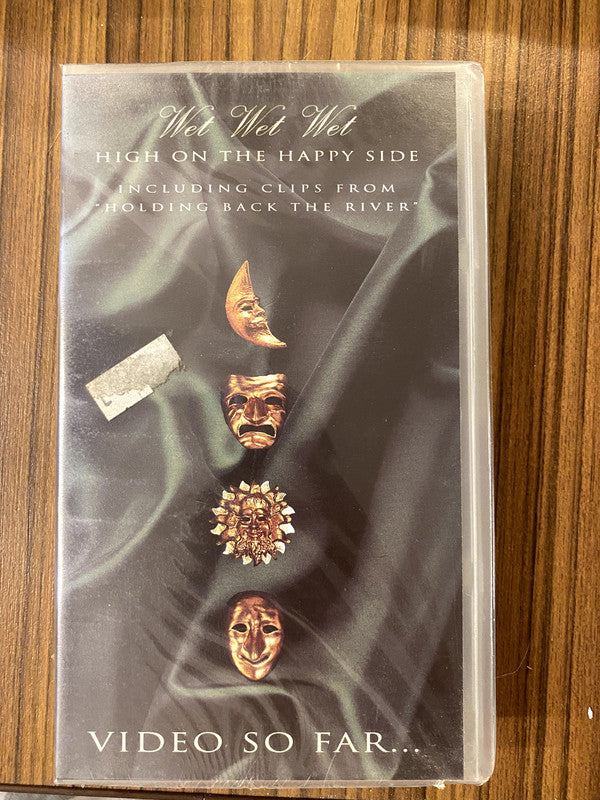 Wet Wet Wet
HIGH ON THE HAPPY SIDE
INCLUDING CLIPS FROM
"HOLDING BACK THE RIVER"
VIDEO SO FAR...